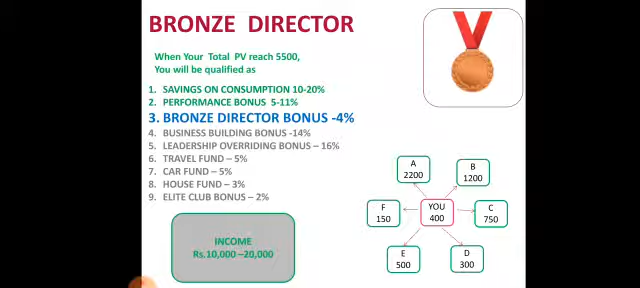 BRONZE DIRECTOR
When Your Total PV reach 5500,
You will be qualified as
1. SAVINGS ON CONSUMPTION 10-20%
2. PERFORMANCE BONUS 5-11%
3. BRONZE DIRECTOR BONUS -4%
4. BUSINESS BUILDING BONUS -14%
5. LEADERSHIP OVERRIDING BONUS – 16%
6. TRAVEL FUND – 5%
7. CAR FUND – 5%
8. HOUSE FUND – 3%
9. ELITE CLUB BONUS – 2%
INCOME
Rs.10,000 –20,000
A
2200
B
1200
F
150
YOU
400
C
750
E
500
D
300